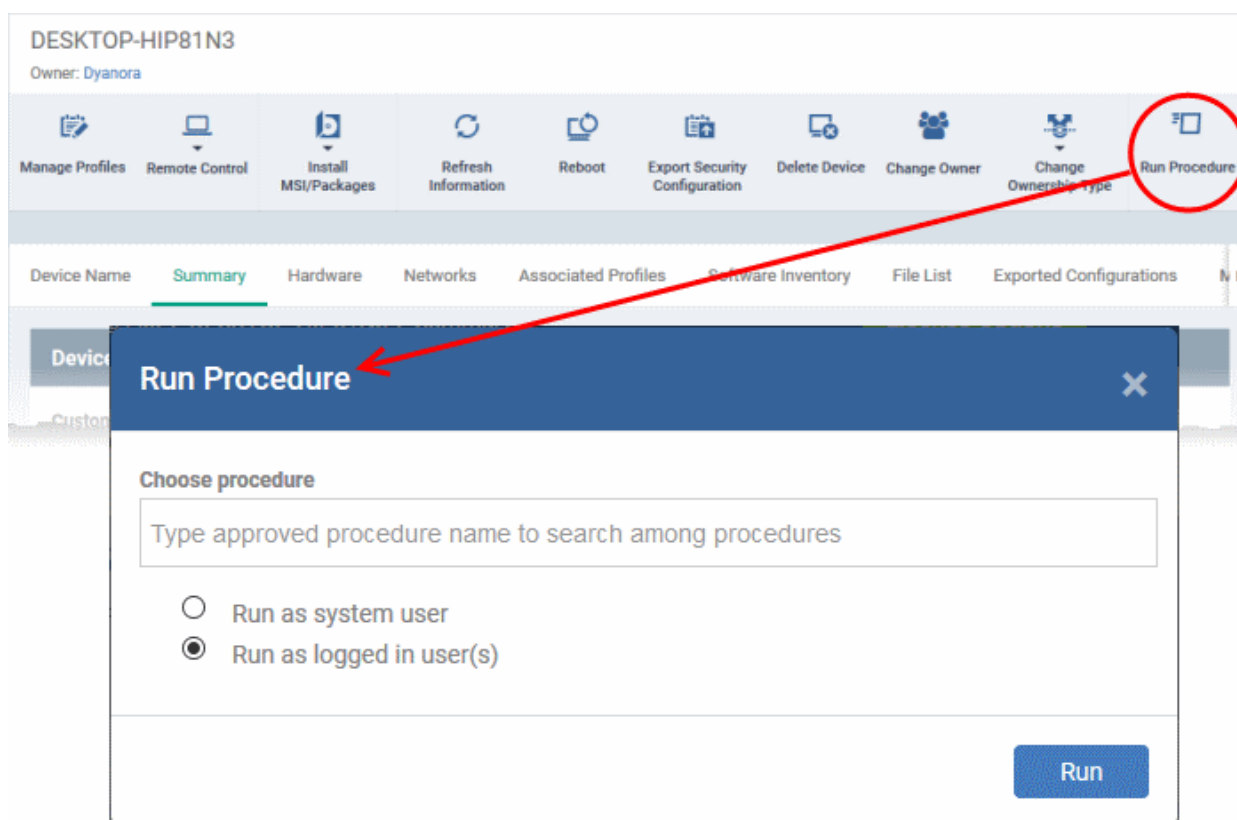 DESKTOP-HIP81N3
Owner: Dyanora
Manage Profiles
Remote Control
Install
MSI/Packages
Refresh
Information
Reboot
Export Security
Configuration
Delete Device
Change Owner
Change
Ownership Type
Run Procedure
Device Name Summary Hardware Networks Associated Profiles Software Inventory File List Exported Configurations
Device
Custom
Run Procedure
Choose procedure
Type approved procedure name to search among procedures
Run as system user
Run as logged in user(s)
Run